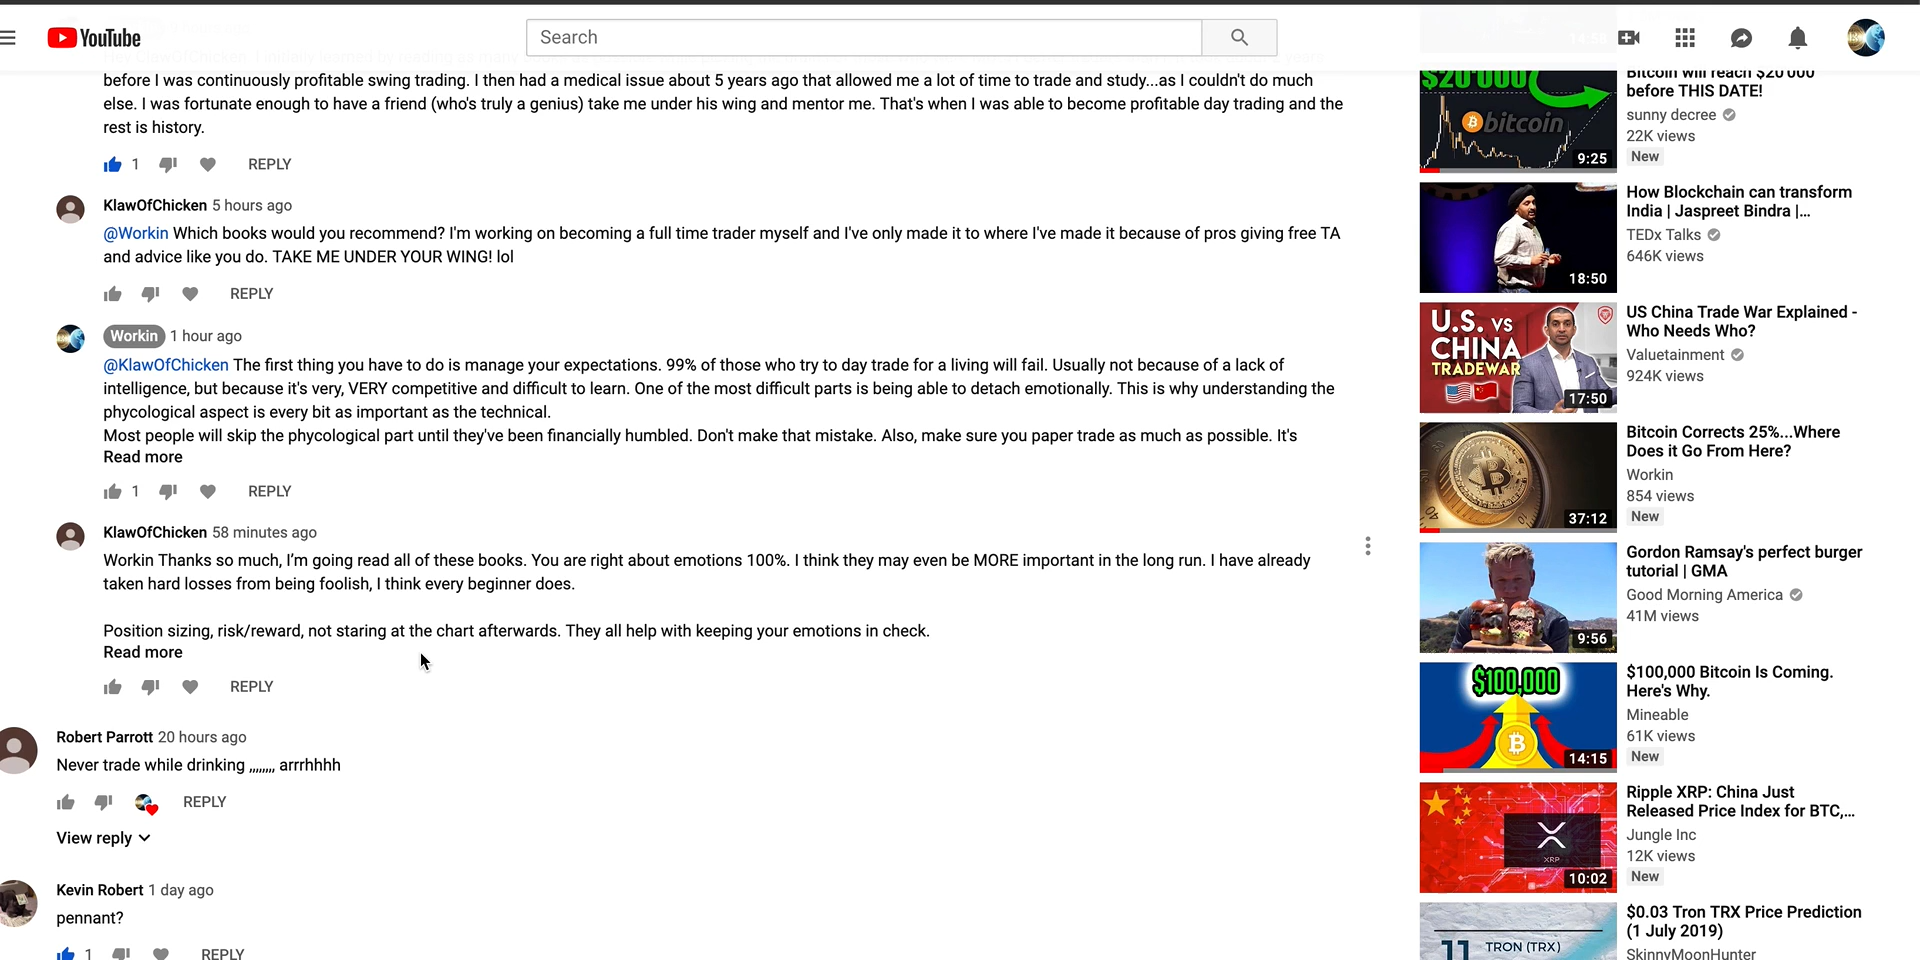 YouTube
Search
before I was continuously profitable swing trading. I then had a medical issue about 5 years ago that allowed me a lot of time to trade and study...as I couldn't do much
else. I was fortunate enough to have a friend (who's truly a genius) take me under his wing and mentor me. That's when I was able to become profitable day trading and the
rest is history.
1 REPLY
KlawOfChicken 5 hours ago
@Workin Which books would you recommend? I'm working on becoming a full time trader myself and I've only made it to where I've made it because of pros giving free TA
and advice like you do. TAKE ME UNDER YOUR WING! lol
REPLY
Workin 1 hour ago
@KlawOfChicken The first thing you have to do is manage your expectations. 99% of those who try to day trade for a living will fail. Usually not because of a lack of
intelligence, but because it's very, VERY competitive and difficult to learn. One of the most difficult parts is being able to detach emotionally. This is why understanding the
phycological aspect is every bit as important as the technical.
Most people will skip the phycological part until they've been financially humbled. Don't make that mistake. Also, make sure you paper trade as much as possible. It's
Read more
1 REPLY
KlawOfChicken 58 minutes ago
Workin Thanks so much, I’m going read all of these books. You are right about emotions 100%. I think they may even be MORE important in the long run. I have already
taken hard losses from being foolish, I think every beginner does.
Position sizing, risk/reward, not staring at the chart afterwards. They all help with keeping your emotions in check.
Read more
REPLY
Robert Parrott 20 hours ago
Never trade while drinking ,,,,,,,, arrrhhhh
REPLY
View reply
Kevin Robert 1 day ago
pennant?
1 REPLY
$20'000
bitcoin
9:25
Bitcoin will reach $20'000
before THIS DATE!
sunny decree
22K views
New
18:50
How Blockchain can transform
India | Jaspreet Bindra |...
TEDx Talks
646K views
U.S. VS
CHINA
TRADEWAR
17:50
US China Trade War Explained -
Who Needs Who?
Valuetainment
924K views
37:12
Bitcoin Corrects 25%...Where
Does it Go From Here?
Workin
854 views
New
9:56
Gordon Ramsay's perfect burger
tutorial | GMA
Good Morning America
41M views
$100,000
14:15
$100,000 Bitcoin Is Coming.
Here's Why.
Mineable
61K views
New
XRP
10:02
Ripple XRP: China Just
Released Price Index for BTC,...
Jungle Inc
12K views
New
11
TRON (TRX)
$0.03 Tron TRX Price Prediction
(1 July 2019)
SkinnyMoonHunter